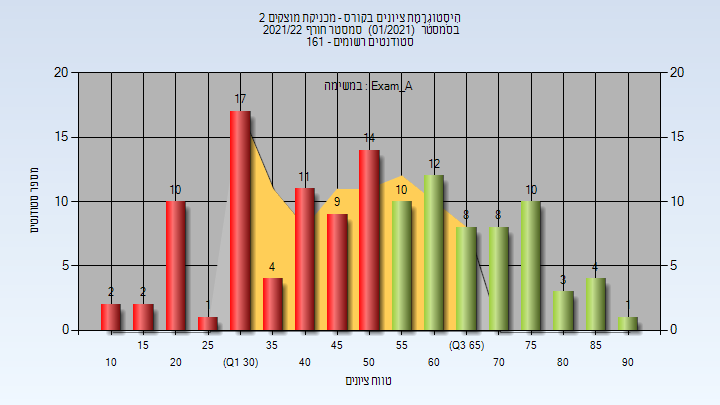 היסטוגרמת ציונים בקורס - מכניקת מוצקים 2
בסמסטר (01/2021) סמסטר חורף 2021/22
סטודנטים רשומים - 161
במשימה : Exam_A
20 20
15 15
10 10
5 5
0 0
מספר סטודנטים
2 2 10 1 17 4 11 9 14 10 12 8 8 10 3 4 1
15 25 35 45 55 (Q3 65) 75 85
10 20 (Q1 30) 40 50 60 70 80 90
טווח ציונים